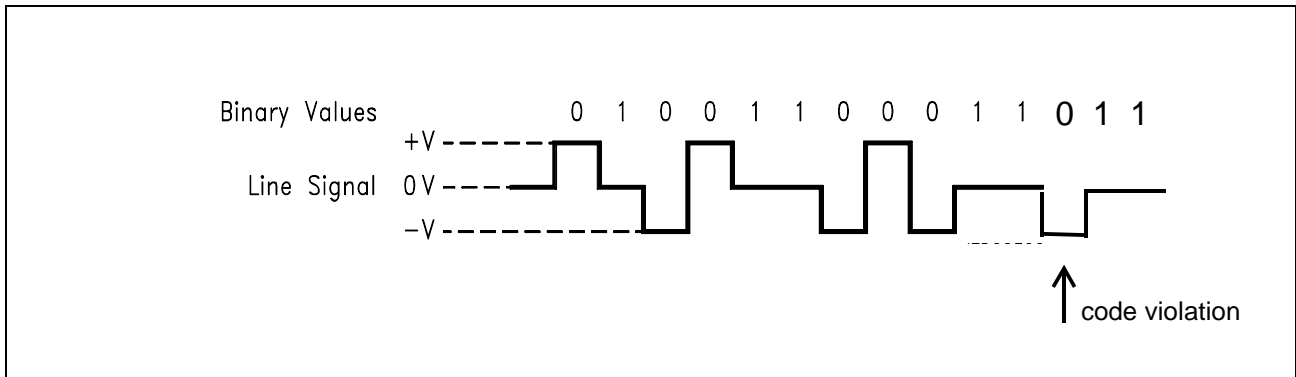 Binary Values 0 1 0 0 1 1 0 0 0 1 1 0 1 1
+V
Line Signal 0V
-V
code violation